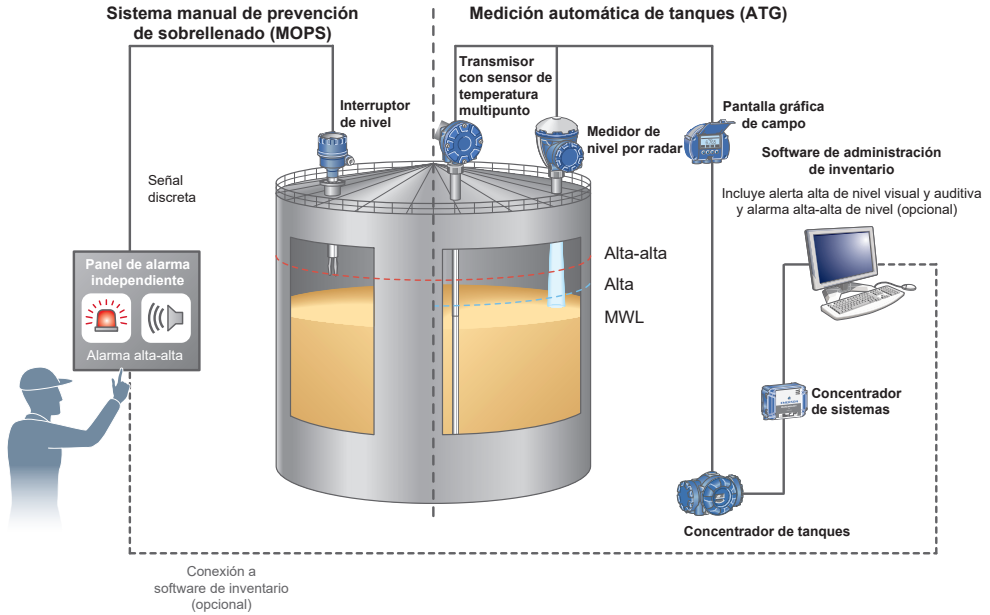 Sistema manual de prevención
de sobrellenado (MOPS)
Medición automática de tanques (ATG)
Transmisor
con sensor de
temperatura
multipunto
Interruptor
de nivel
Medidor de
nivel por radar
Pantalla gráfica
de campo
Software de administración
de inventario
Incluye alerta alta de nivel visual y auditiva
y alarma alta-alta de nivel (opcional)
Señal
discreta
Panel de alarma
independiente
Alarma alta-alta
Alta-alta
Alta
MWL
Concentrador
de sistemas
Concentrador de tanques
Conexión a
software de inventario
(opcional)